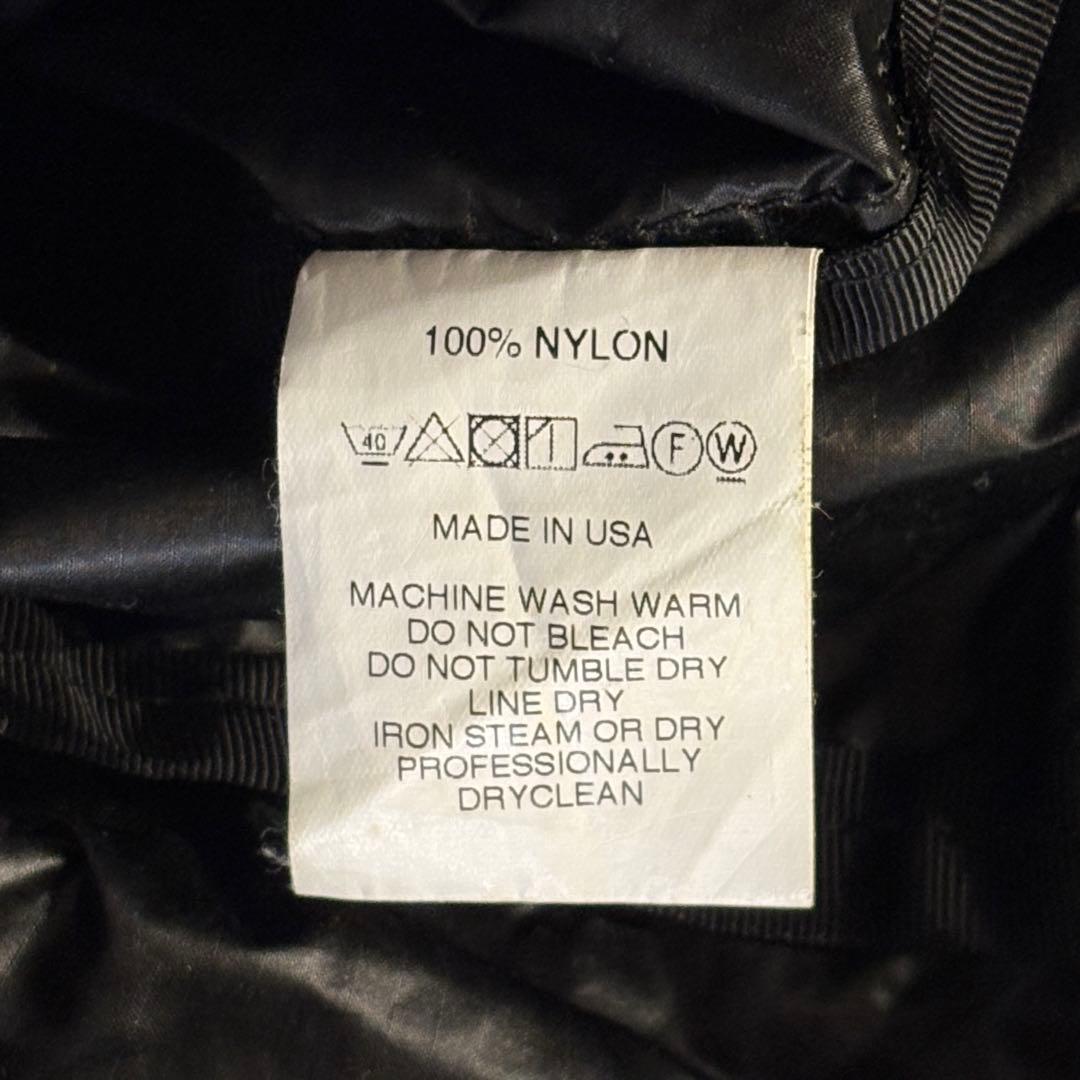 100% NYLON
40 F W
MADE IN USA
MACHINE WASH WARM
DO NOT BLEACH
DO NOT TUMBLE DRY
LINE DRY
IRON STEAM OR DRY
PROFESSIONALLY
DRYCLEAN